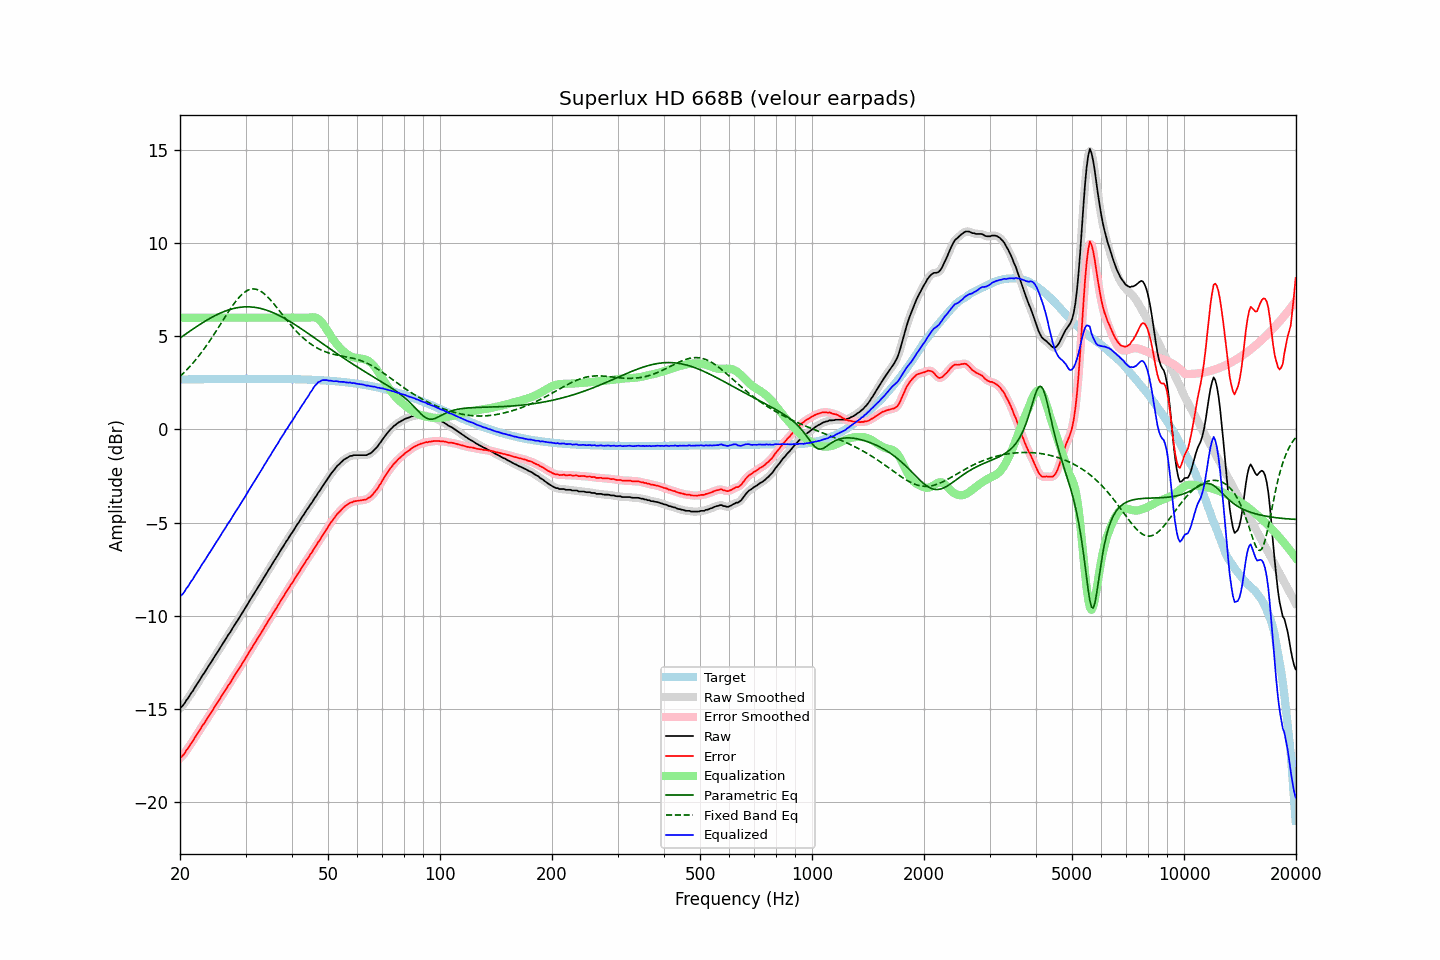 Superlux HD 668B (velour earpads)
Amplitude (dBr)
15
10
5
0
−5
−10
−15
−20
Target
Raw Smoothed
Error Smoothed
Raw
Error
Equalization
Parametric Eq
Fixed Band Eq
Equalized
20
50
100
200
500
1000
2000
5000
10000
20000
Frequency (Hz)